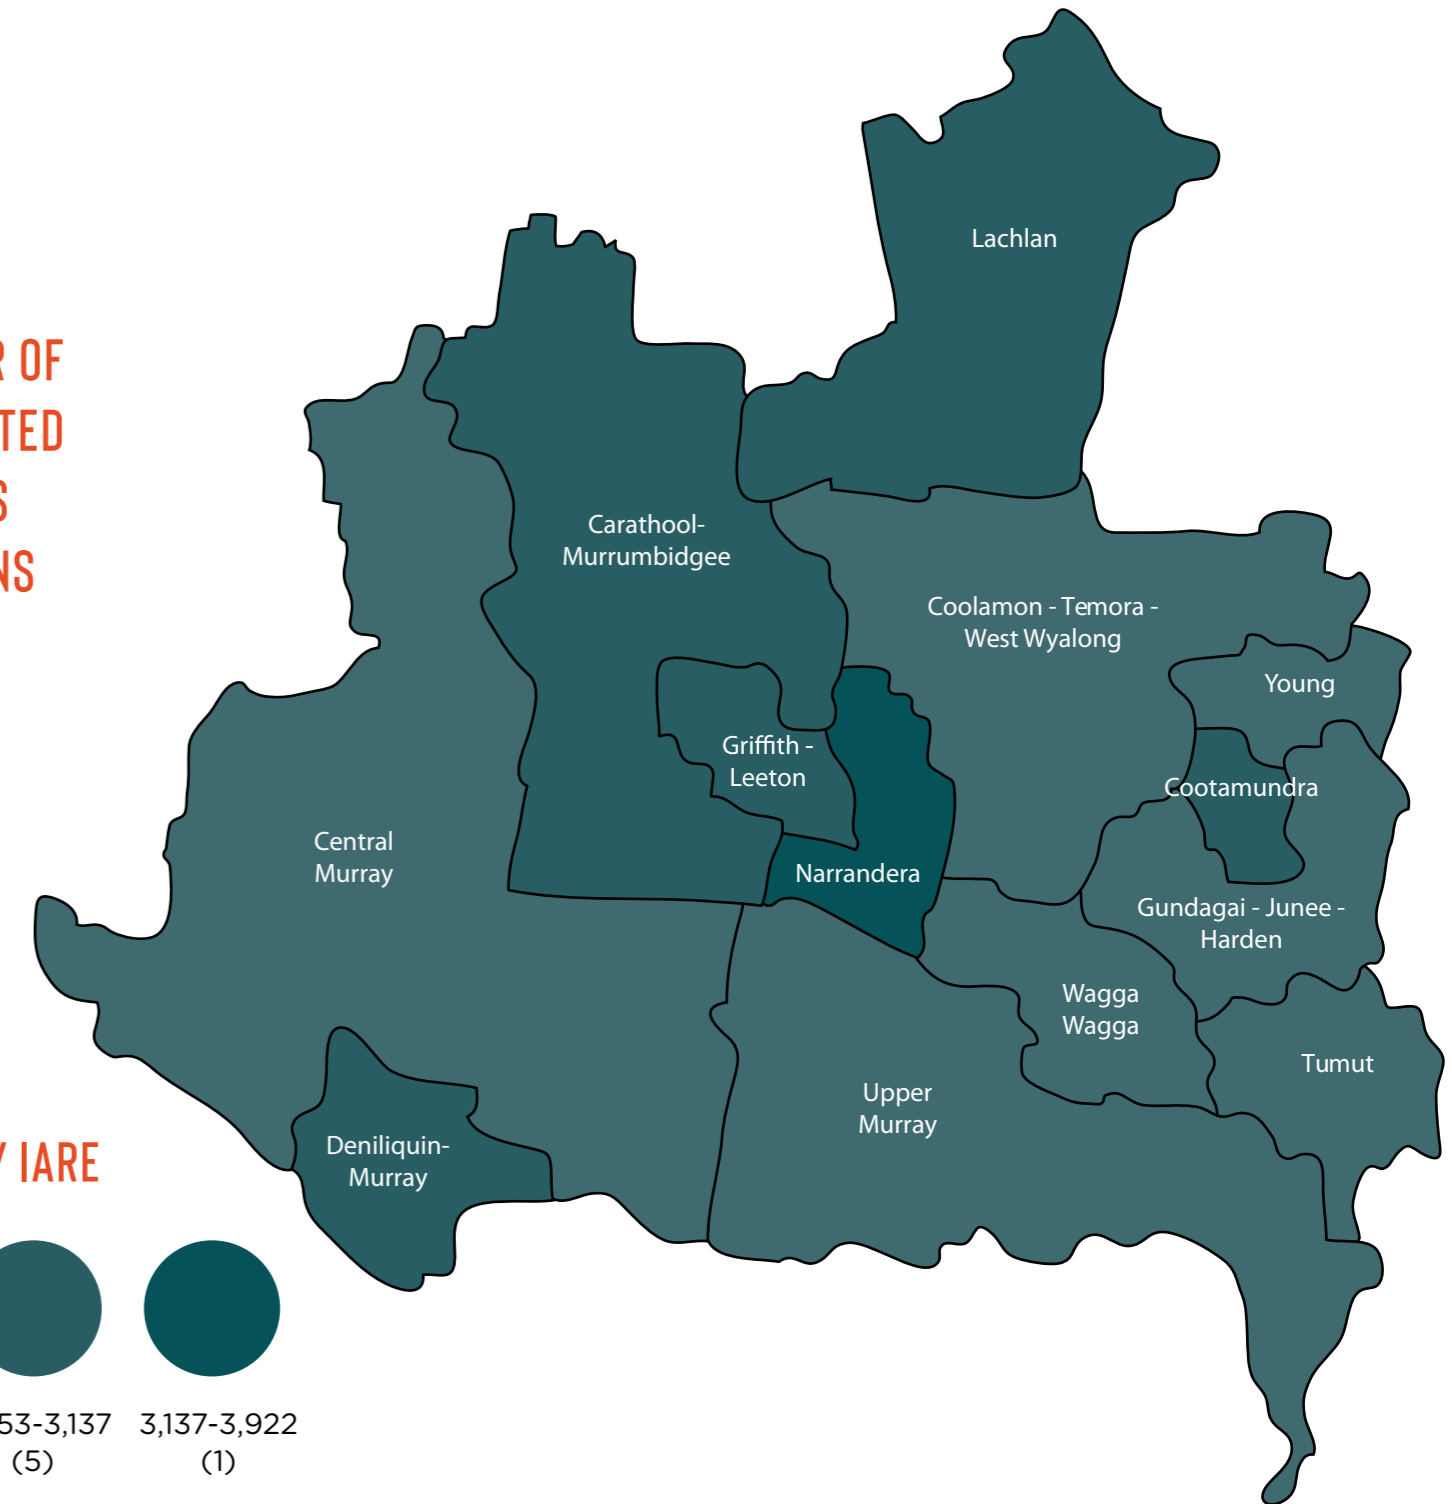 R OF
TED
S
NS
Lachlan
Carathool-
Murrumbidgee
Coolamon - Temora -
West Wyalong
Young
Griffith -
Leeton
Cootamundra
Central
Murray
Narrandera
Gundagai - Junee -
Harden
Wagga
Wagga
Tumut
Upper
Murray
Deniliquin-
Murray
Y IARE
53-3,137
(5)
3,137-3,922
(1)